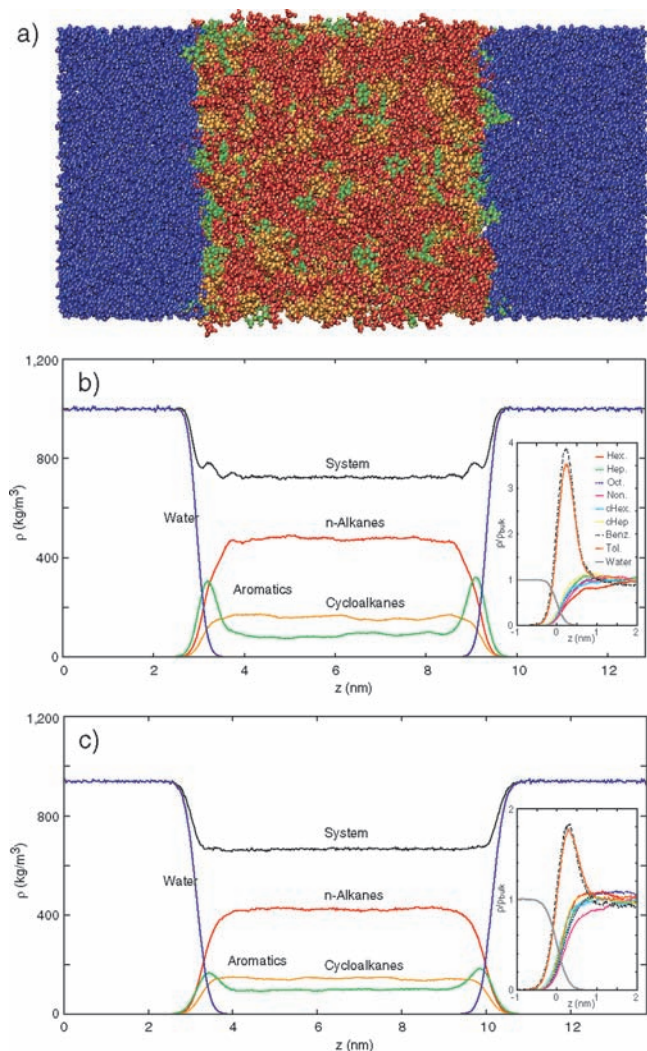 a)
b)
1,200
800
400
0
ρ (kg/m³)
System
Water
n-Alkanes
Aromatics
Cycloalkanes
0 2 4 6 8 10 12
z (nm)
4
3
2
1
0
ρ/ρbulk
Hex.
Hep.
Oct.
Non.
cHex.
cHep
Benz.
Tol.
Water
-1 0 1 2
z (nm)
c)
1,200
800
400
0
ρ (kg/m³)
System
Water
n-Alkanes
Aromatics
Cycloalkanes
0 2 4 6 8 10 12
z (nm)
2
1
0
ρ/ρbulk
-1 0 1 2
z (nm)